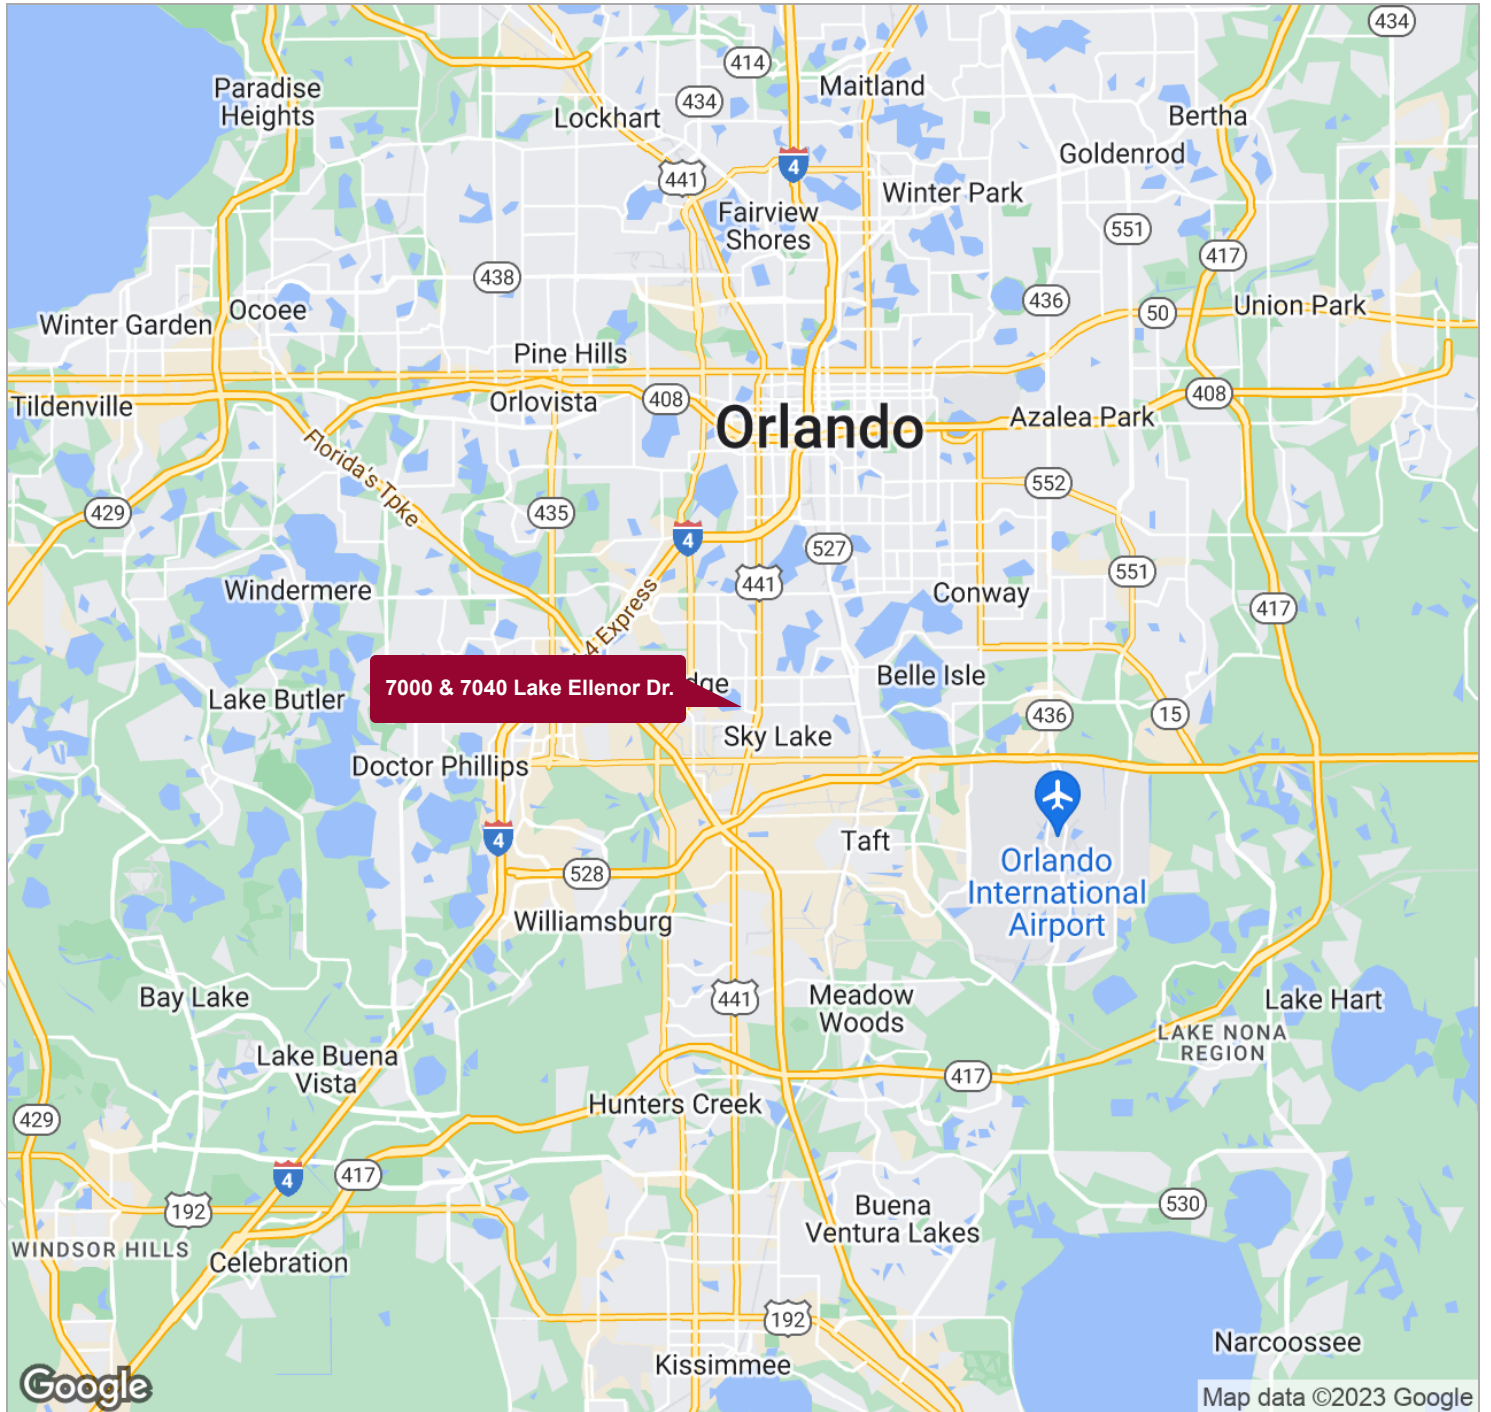 434
414
Paradise
Heights
Maitland
434
Lockhart
Bertha
Goldenrod
4
441
Winter Park
Fairview
Shores
551
417
438
436
Ocoee
50
Union Park
Winter Garden
Pine Hills
408
Orlovista
408
Tildenville
Azalea Park
Orlando
Florida's Tpke
552
429
435
4
527
441
551
Windermere
Conway
417
4 Express
7000 & 7040 Lake Ellenor Dr.
dge
Belle Isle
Lake Butler
436
15
Sky Lake
Doctor Phillips
4
Taft
Orlando
International
Airport
528
Williamsburg
Bay Lake
441
Meadow
Woods
Lake Hart
LAKE NONA
REGION
Lake Buena
Vista
417
Hunters Creek
429
4
417
192
530
Buena
Ventura Lakes
WINDSOR HILLS
Celebration
192
Narcoossee
Kissimmee
Google
Map data ©2023 Google